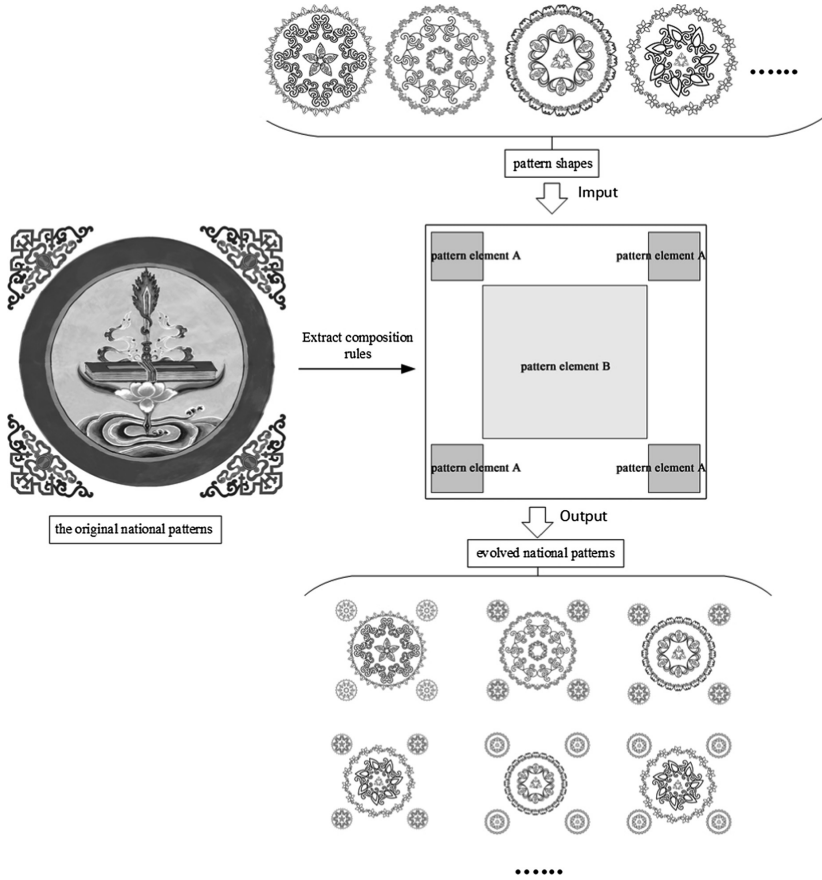 ......
pattern shapes
Imput
pattern element A
pattern element A
Extract composition
rules
pattern element B
pattern element A
pattern element A
the original national patterns
Output
evolved national patterns
......